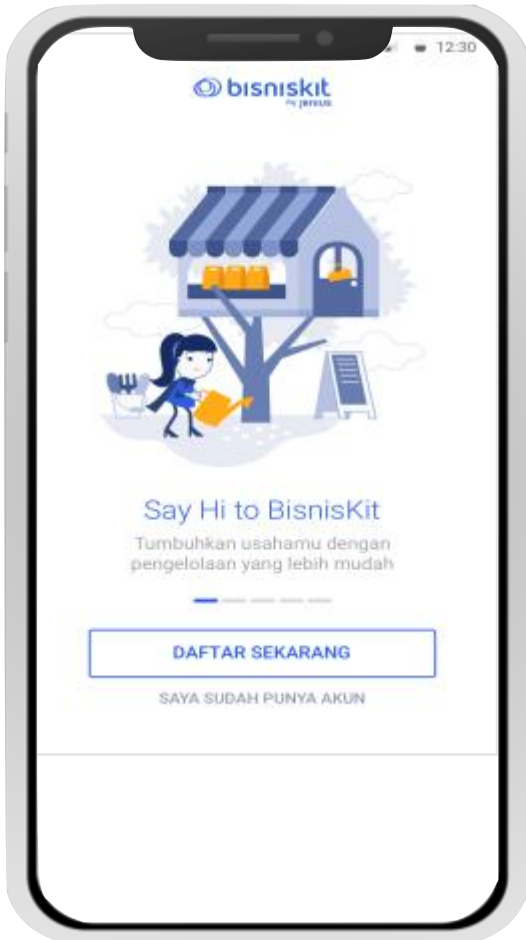 12:30
bisniskit
by jenius
Say Hi to BisnisKit
Tumbuhkan usahamu dengan
pengelolaan yang lebih mudah
DAFTAR SEKARANG
SAYA SUDAH PUNYA AKUN